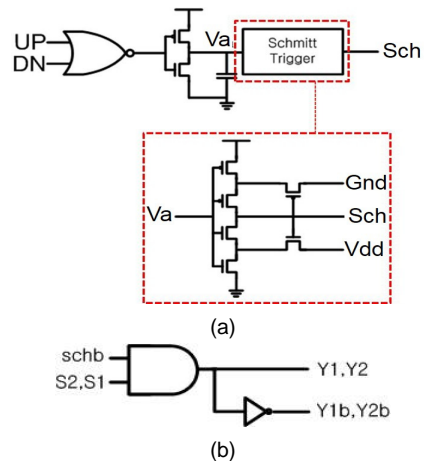 UP
DN
Va
Schmitt
Trigger
Sch
Va
Gnd
Sch
Vdd
(a)
schb
S2,S1
Y1,Y2
Y1b,Y2b
(b)